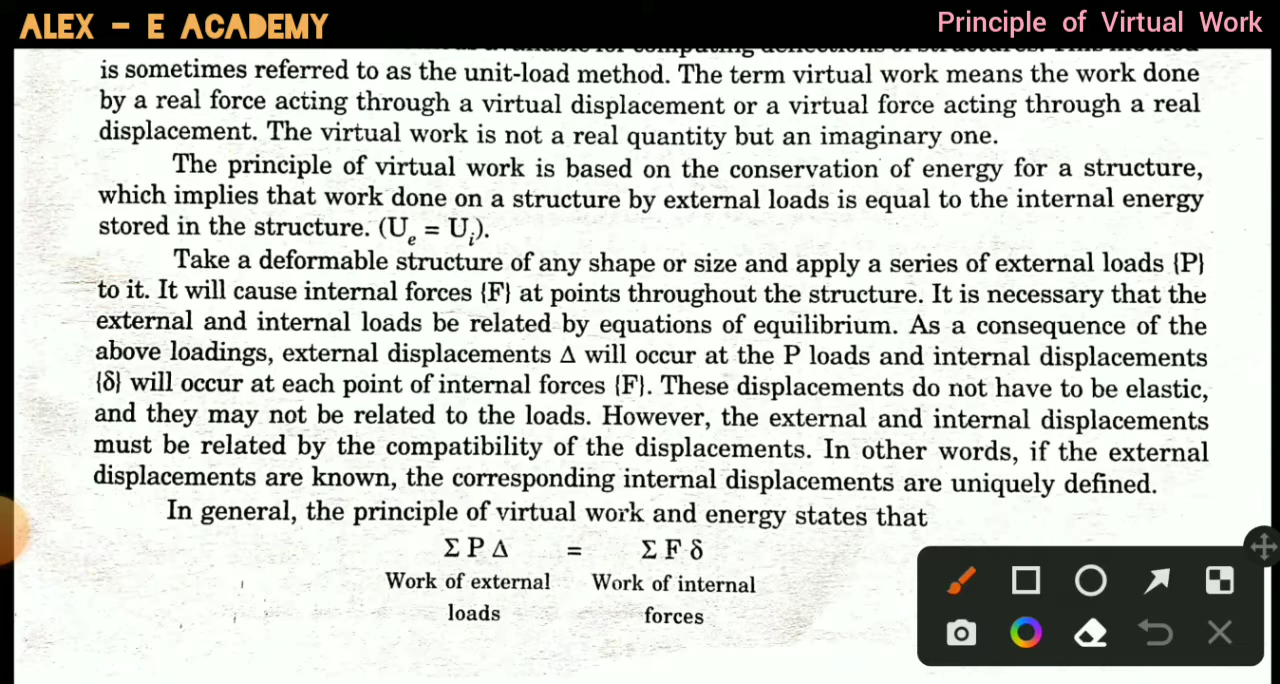 ALEX – E ACADEMY
Principle of Virtual Work
is sometimes referred to as the unit-load method. The term virtual work means the work done
by a real force acting through a virtual displacement or a virtual force acting through a real
displacement. The virtual work is not a real quantity but an imaginary one.
The principle of virtual work is based on the conservation of energy for a structure,
which implies that work done on a structure by external loads is equal to the internal energy
stored in the structure. (Uₑ = Uᵢ).
Take a deformable structure of any shape or size and apply a series of external loads {P}
to it. It will cause internal forces {F} at points throughout the structure. It is necessary that the
external and internal loads be related by equations of equilibrium. As a consequence of the
above loadings, external displacements Δ will occur at the P loads and internal displacements
{δ} will occur at each point of internal forces {F}. These displacements do not have to be elastic,
and they may not be related to the loads. However, the external and internal displacements
must be related by the compatibility of the displacements. In other words, if the external
displacements are known, the corresponding internal displacements are uniquely defined.
In general, the principle of virtual work and energy states that
Σ P Δ = Σ F δ
Work of external Work of internal
loads forces